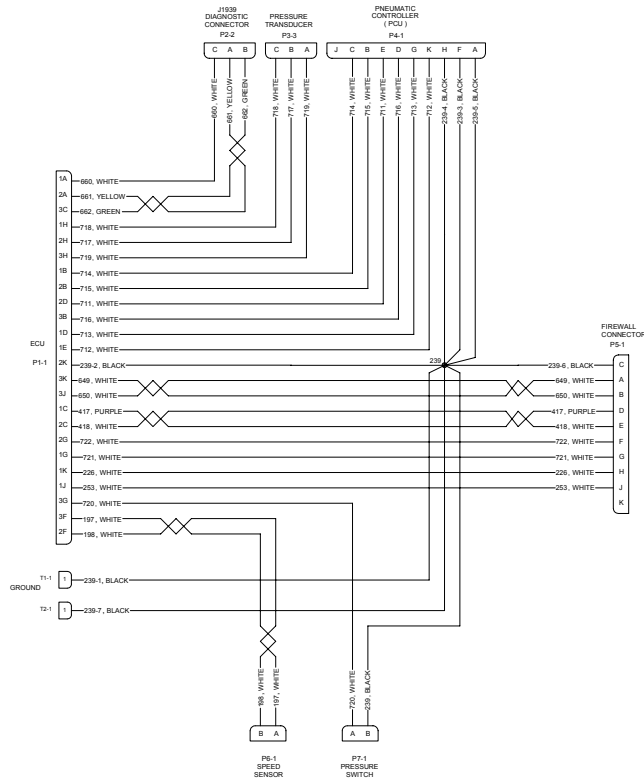 J1939
DIAGNOSTIC
CONNECTOR
P2-2
PRESSURE
TRANSDUCER
P3-3
PNEUMATIC
CONTROLLER
( PCU )
P4-1
C A B
C B A
J C B E D G K H F A
660, WHITE
681, YELLOW
662, GREEN
718, WHITE
717, WHITE
719, WHITE
714, WHITE
715, WHITE
711, WHITE
716, WHITE
713, WHITE
712, WHITE
239-4, BLACK
239-3, BLACK
239-5, BLACK
ECU
P1-1
1A 660, WHITE
2A 661, YELLOW
3C 662, GREEN
1H 718, WHITE
2H 717, WHITE
3H 719, WHITE
1B 714, WHITE
2B 715, WHITE
2D 711, WHITE
3B 716, WHITE
1D 713, WHITE
1E 712, WHITE
2K 239-2, BLACK
3K 649, WHITE
3J 650, WHITE
1C 417, PURPLE
2C 418, WHITE
2G 722, WHITE
1G 721, WHITE
1K 226, WHITE
1J 253, WHITE
3G 720, WHITE
3F 197, WHITE
2F 198, WHITE
239
FIREWALL
CONNECTOR
P5-1
239-6, BLACK C
649, WHITE A
650, WHITE B
417, PURPLE D
418, WHITE E
722, WHITE F
721, WHITE G
226, WHITE H
253, WHITE J
K
GROUND
T1-1 1 239-1, BLACK
T2-1 1 239-7, BLACK
198, WHITE
197, WHITE
720, WHITE
239, BLACK
B A
A B
P6-1
SPEED
SENSOR
P7-1
PRESSURE
SWITCH